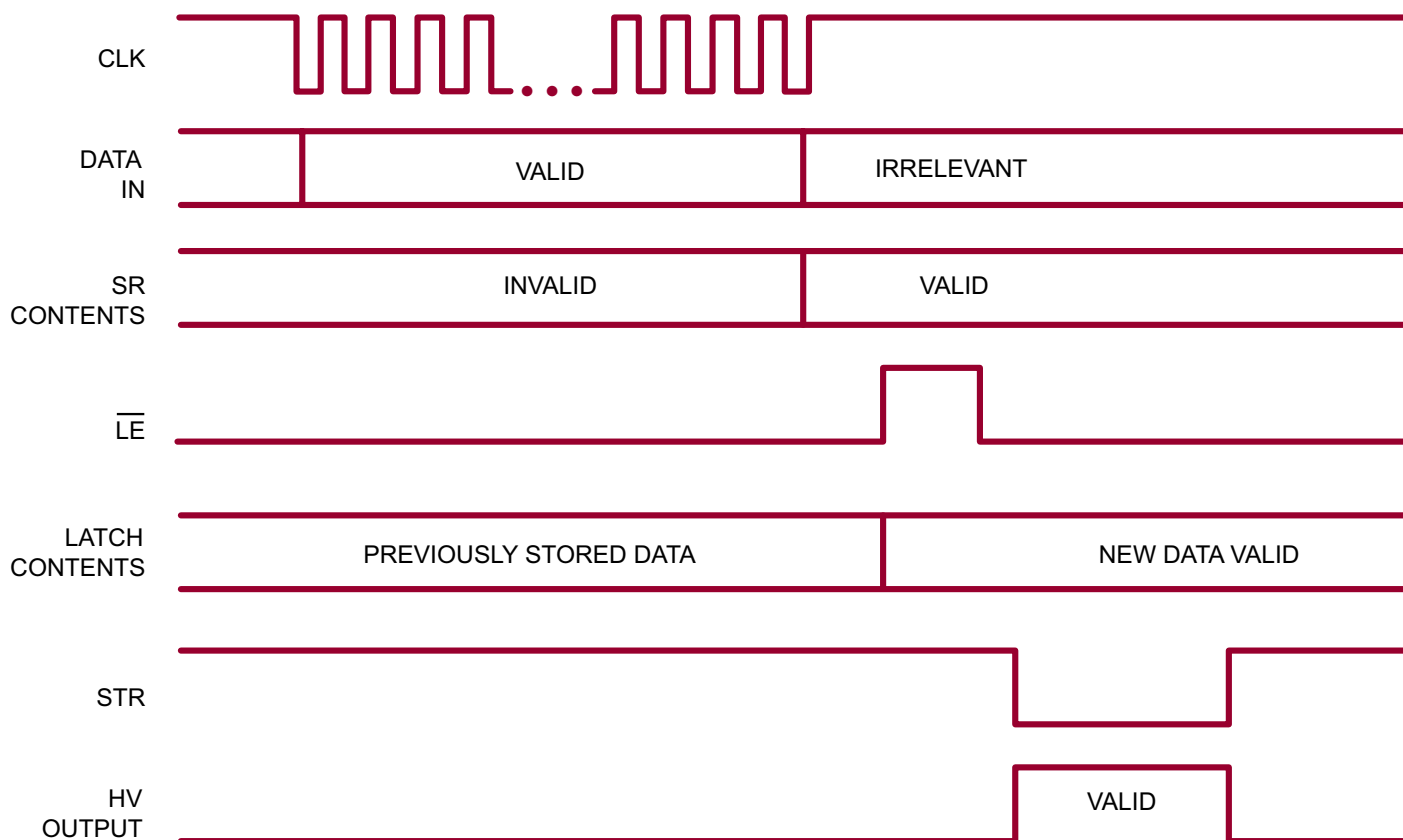 CLK
DATA
IN
VALID
IRRELEVANT
SR
CONTENTS
INVALID
VALID
LE
LATCH
CONTENTS
PREVIOUSLY STORED DATA
NEW DATA VALID
STR
HV
OUTPUT
VALID